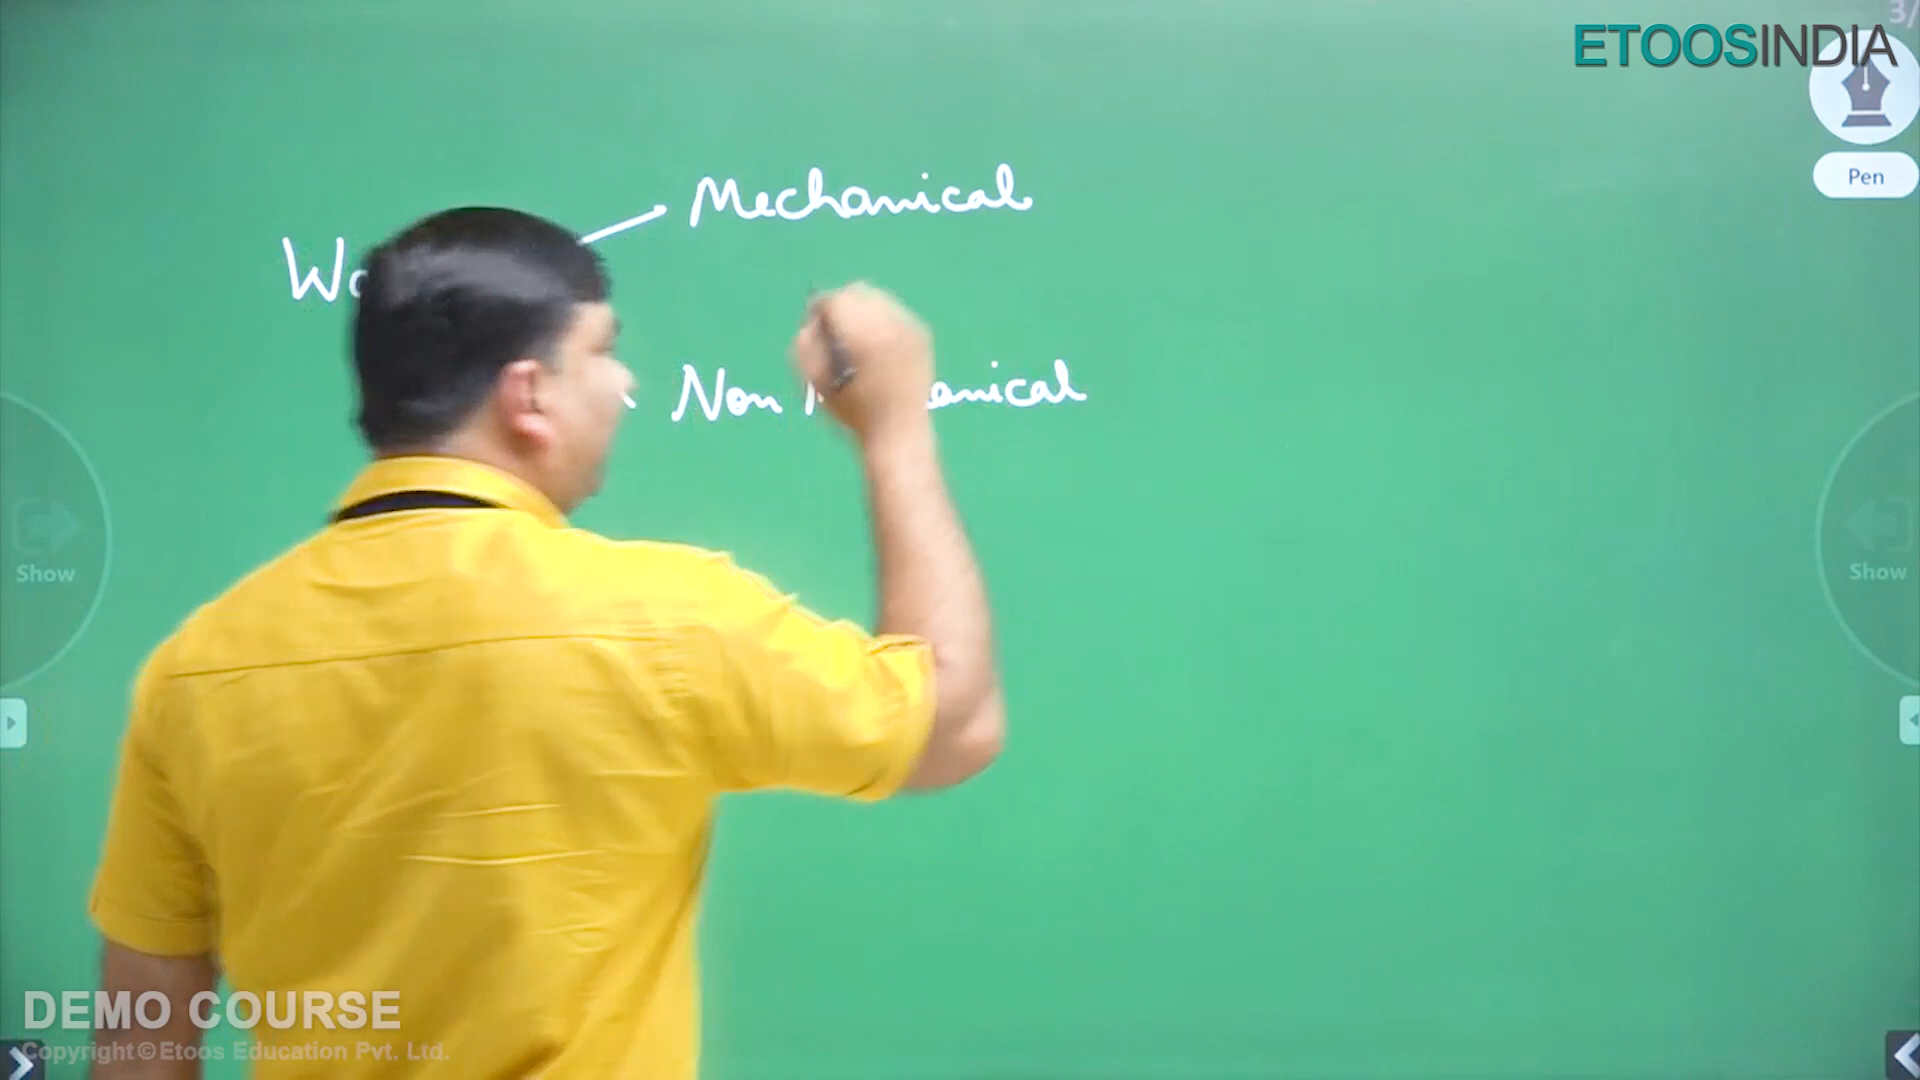 ETOOSINDIA
Pen
Mechanical
Non
Show
Show
DEMO COURSE
Copyright © Etoos Education Pvt. Ltd.